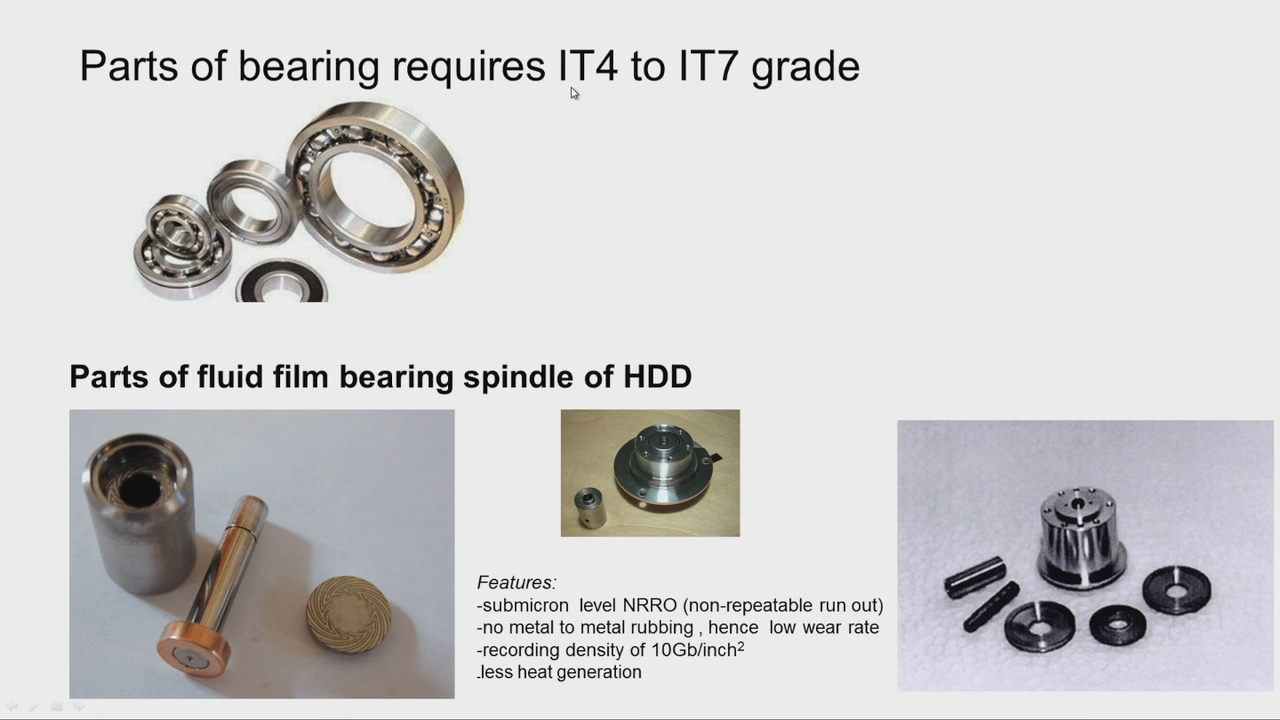 Parts of bearing requires IT4 to IT7 grade
Parts of fluid film bearing spindle of HDD
Features:
-submicron level NRRO (non-repeatable run out)
-no metal to metal rubbing , hence low wear rate
-recording density of 10Gb/inch²
-less heat generation